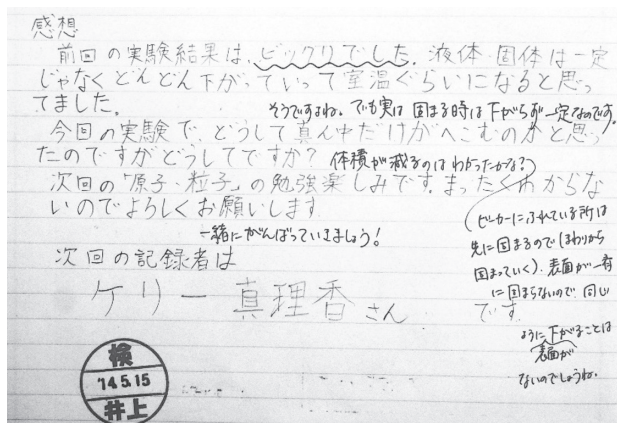 感想
前回の実験結果は、ビックリでした。液体・固体は一定
じゃなくどんどん下がっていって室温ぐらいになると思っ
てました。
そうですよね。でも実は固まる時は下がらず一定なのです。
今回の実験で、どうして真ん中だけがへこむのかと思っ
たのですがどうしてですか?
体積が減るのはわかったかな?
次回の「原子・粒子」の勉強楽しみです。まったくわからな
いのでよろしくお願いします。
一緒にがんばっていきましょう!
(ビーカーにふれている所は
先に固まるので(まわりから
固まっていく)、表面が一斉
に固まらないので、同じ
ように表面が下がることは
ないのでしょうね。
次回の記録者は
ケリー真理香さん
です。
検
'14.5.15
井上